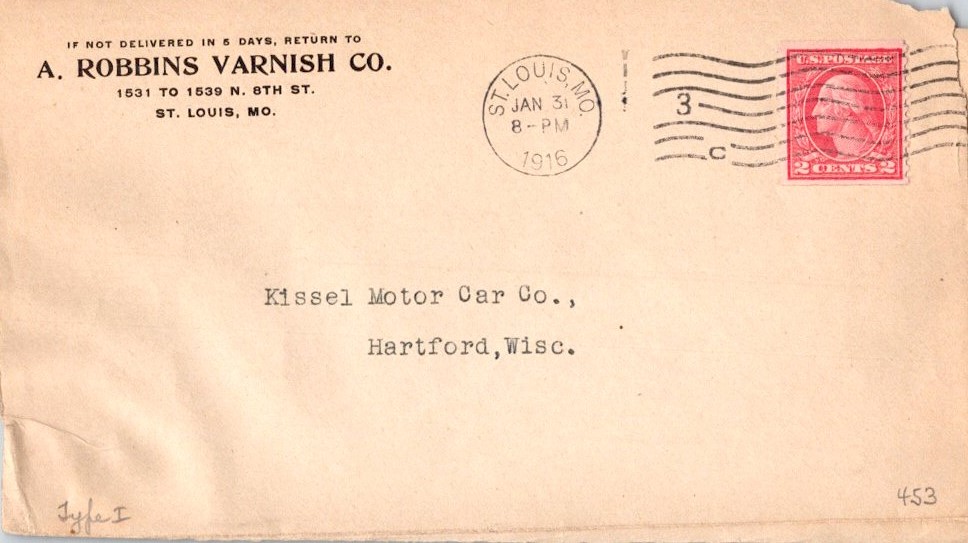 IF NOT DELIVERED IN 5 DAYS, RETURN TO
A. ROBBINS VARNISH CO.
1531 TO 1539 N. 8TH ST.
ST. LOUIS, MO.
ST. LOUIS, MO.
JAN 31
8-PM
1916
3
C
U.S. POSTAGE
2 CENTS 2
Kissel Motor Car Co.,
Hartford,Wisc.
Type I
453